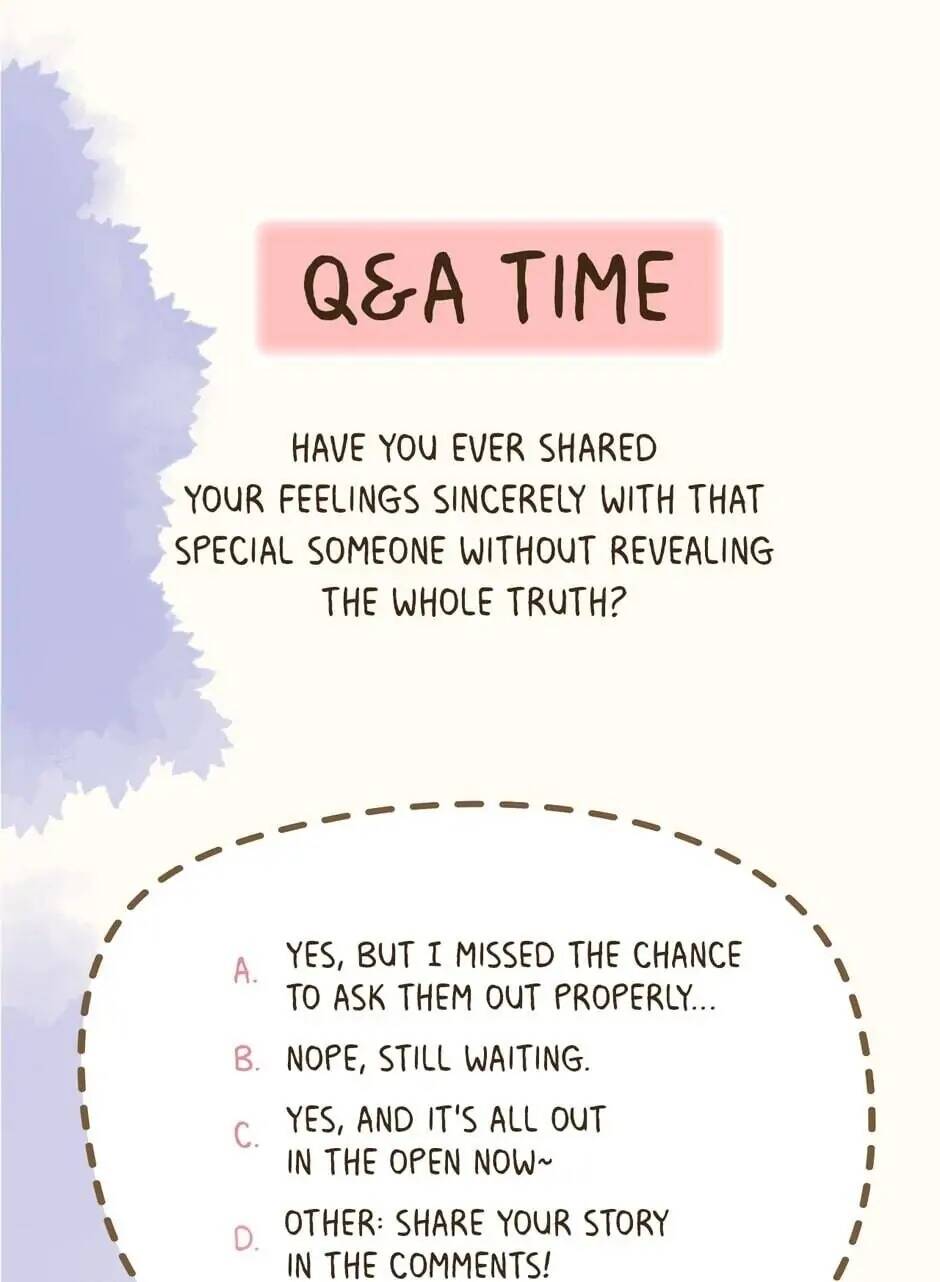 Q&A TIME
HAVE YOU EVER SHARED
YOUR FEELINGS SINCERELY WITH THAT
SPECIAL SOMEONE WITHOUT REVEALING
THE WHOLE TRUTH?
A. YES, BUT I MISSED THE CHANCE
TO ASK THEM OUT PROPERLY...
B. NOPE, STILL WAITING.
C. YES, AND IT'S ALL OUT
IN THE OPEN NOW~
D. OTHER: SHARE YOUR STORY
IN THE COMMENTS!